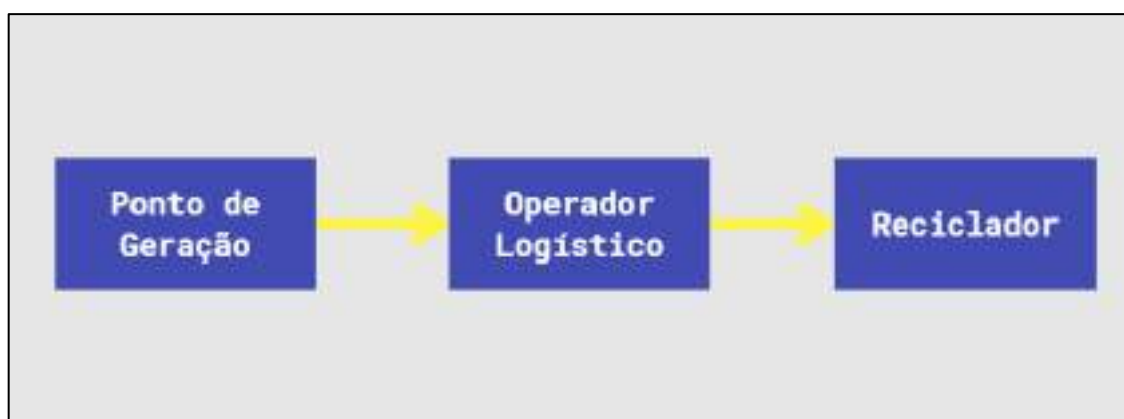 Ponto de
Geração
Operador
Logístico
Reciclador